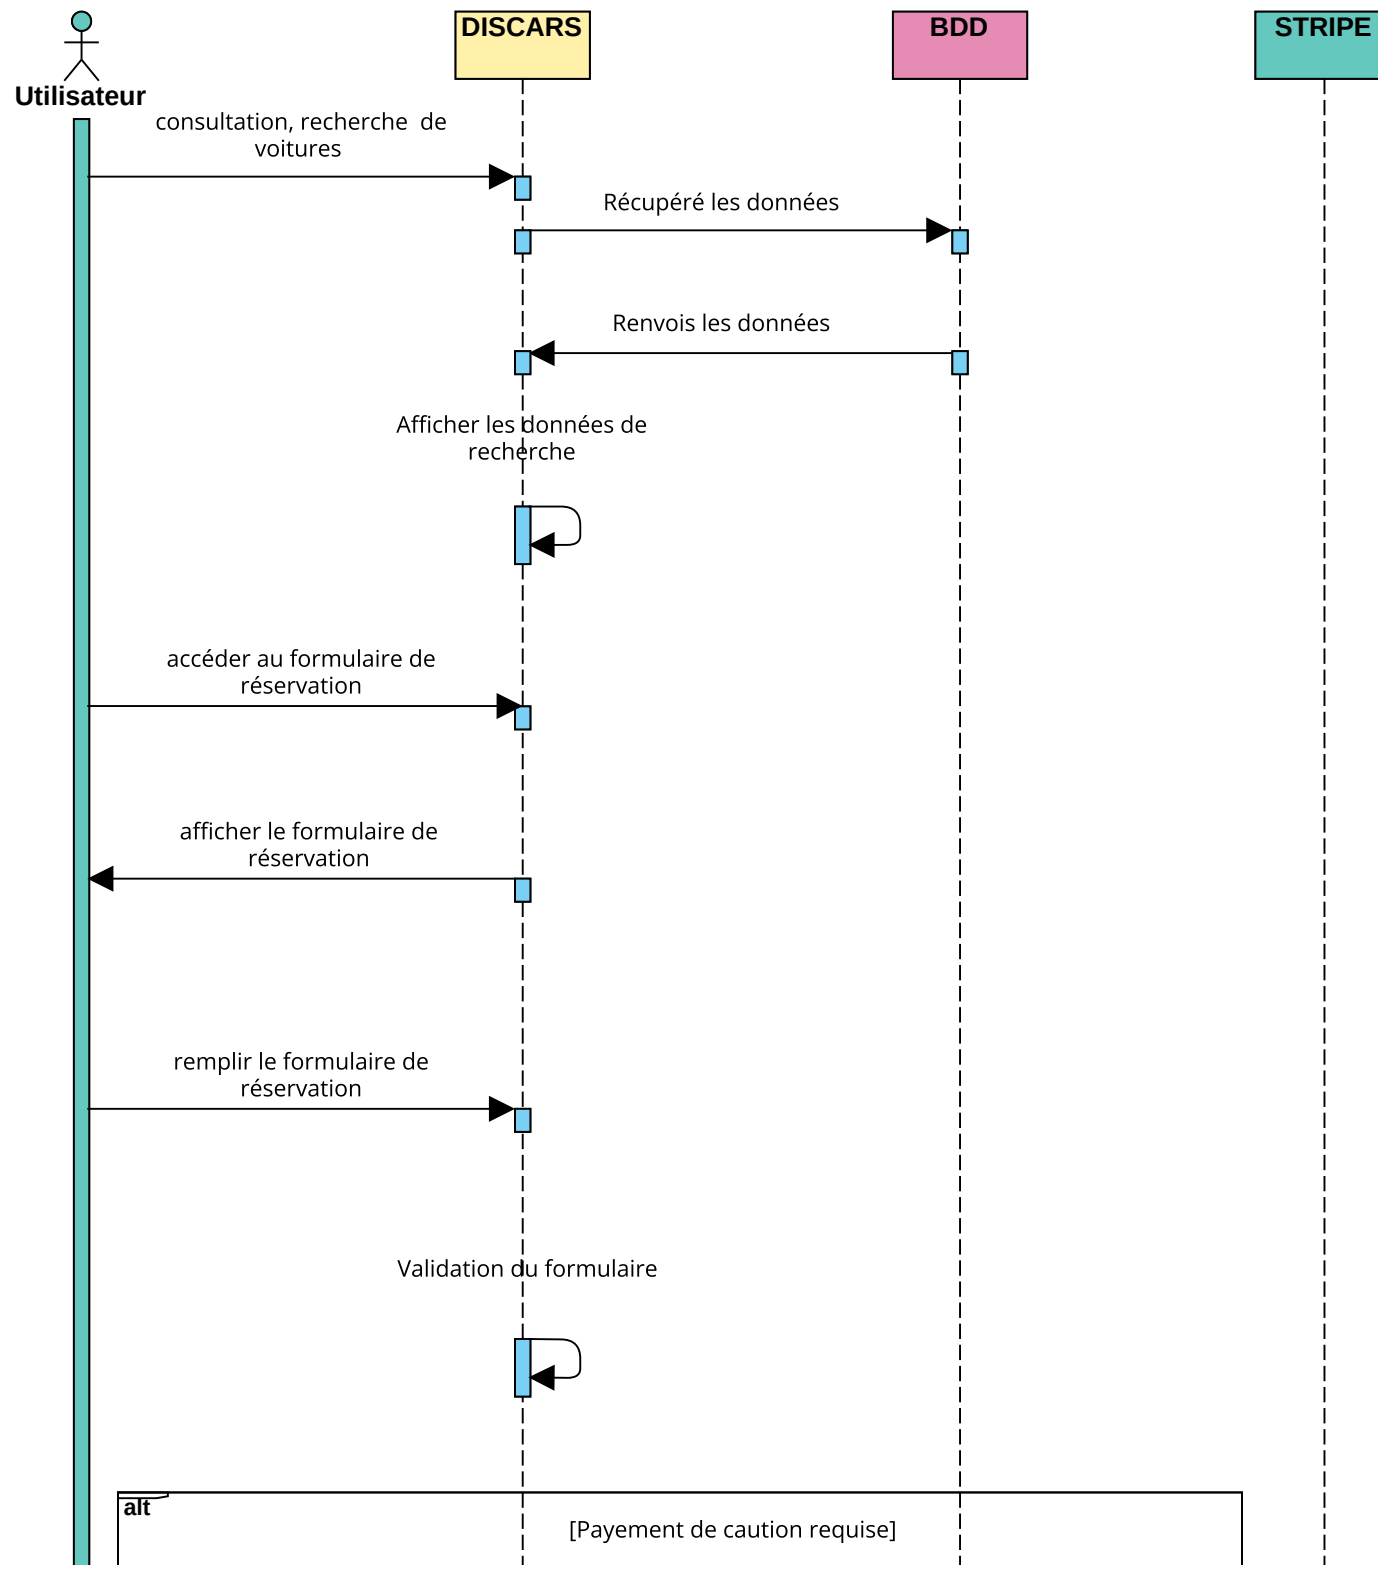 DISCARS
BDD
STRIPE
Utilisateur
consultation, recherche  de
voitures
Récupéré les données
Renvois les données
Afficher les données de
recherche
accéder au formulaire de
réservation
afficher le formulaire de
réservation
remplir le formulaire de
réservation
Validation du formulaire
alt
[Payement de caution requise]